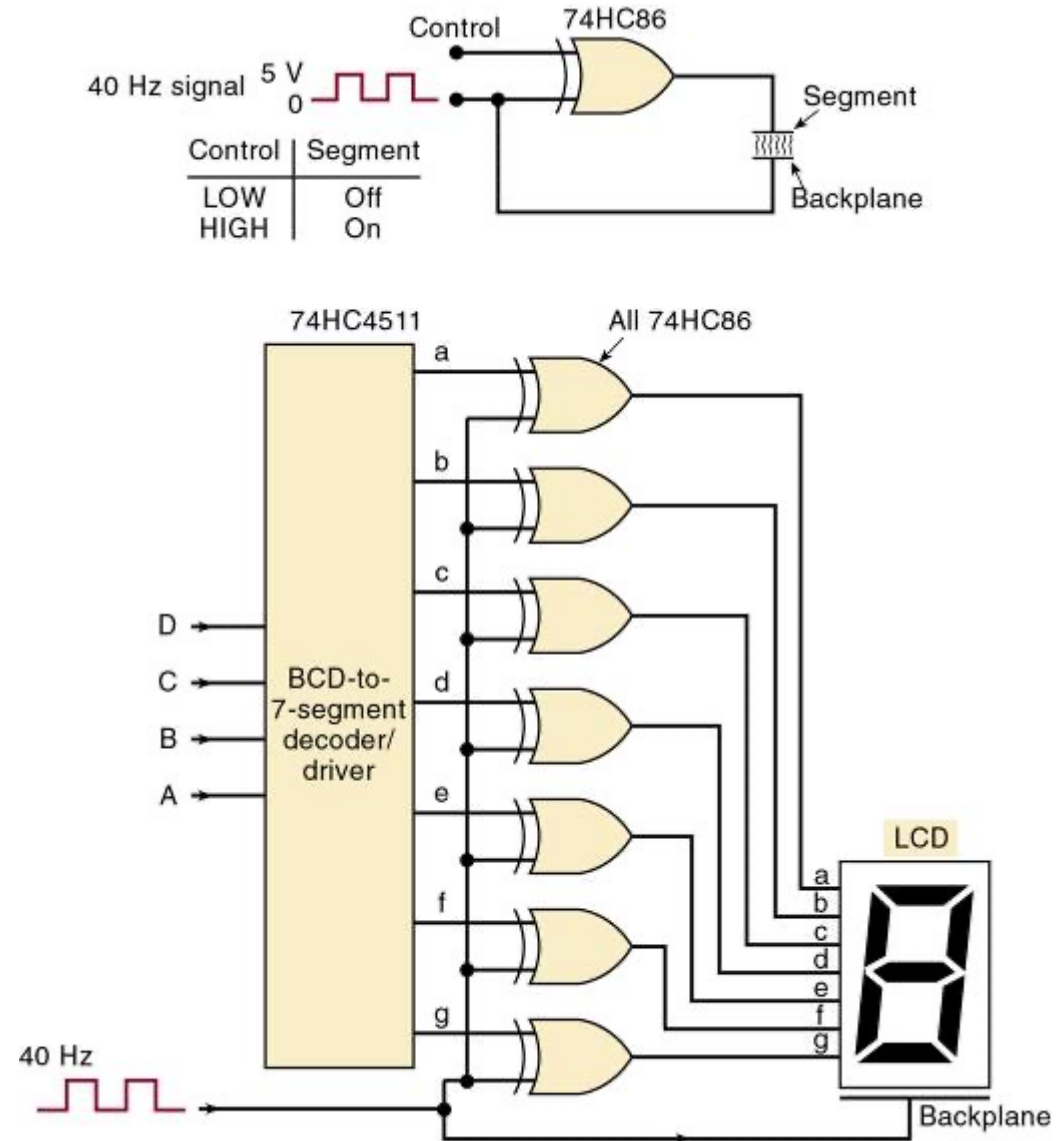 74HC86
Control
40 Hz signal
5 V
0
Segment
Control Segment
LOW Off
HIGH On
Backplane
74HC4511
All 74HC86
a
b
c
d
e
f
g
D
C
B
A
BCD-to-
7-segment
decoder/
driver
LCD
a
b
c
d
e
f
g
40 Hz
Backplane